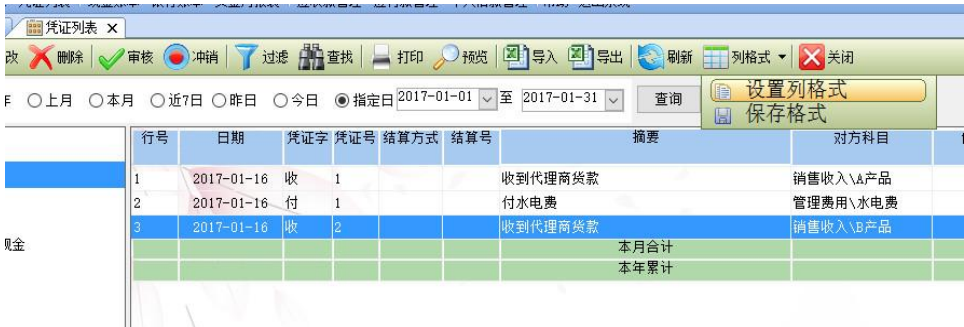 凭证列表 X
改 删除 审核 冲销 过滤 查找 打印 预览 导入 导出 刷新 列格式 关闭
设置列格式
保存格式
上月 本月 近7日 昨日 今日 指定日 2017-01-01 至 2017-01-31 查询
行号 日期 凭证字 凭证号 结算方式 结算号 摘要 对方科目
1 2017-01-16 收 1 收到代理商货款 销售收入\A产品
2 2017-01-16 付 1 付水电费 管理费用\水电费
3 2017-01-16 收 2 收到代理商货款 销售收入\B产品
现金
本月合计
本年累计